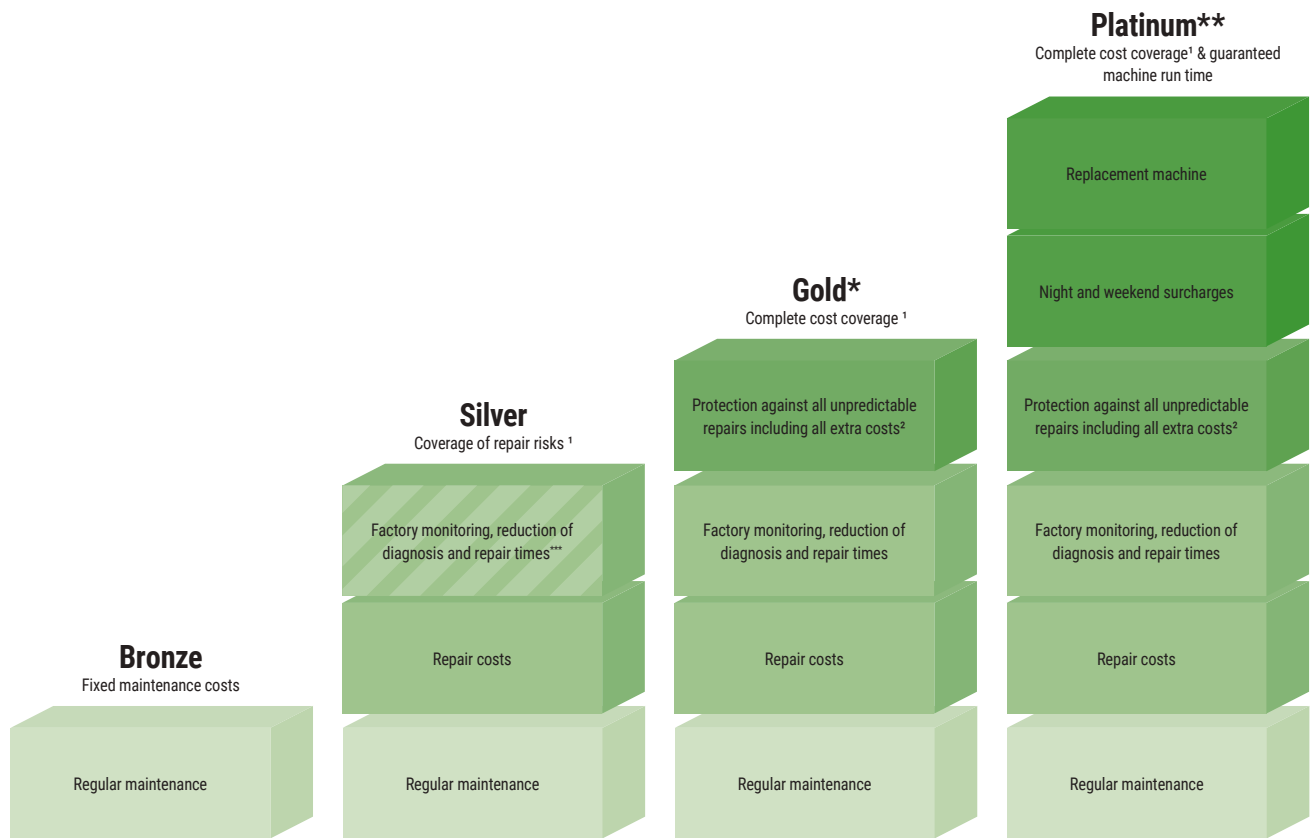 Platinum**
Complete cost coverage¹ & guaranteed
machine run time
Replacement machine
Night and weekend surcharges
Gold*
Complete cost coverage ¹
Protection against all unpredictable
repairs including all extra costs²
Protection against all unpredictable
repairs including all extra costs²
Silver
Coverage of repair risks ¹
Factory monitoring, reduction of
diagnosis and repair times***
Factory monitoring, reduction of
diagnosis and repair times
Factory monitoring, reduction of
diagnosis and repair times
Bronze
Fixed maintenance costs
Repair costs
Repair costs
Repair costs
Regular maintenance
Regular maintenance
Regular maintenance
Regular maintenance